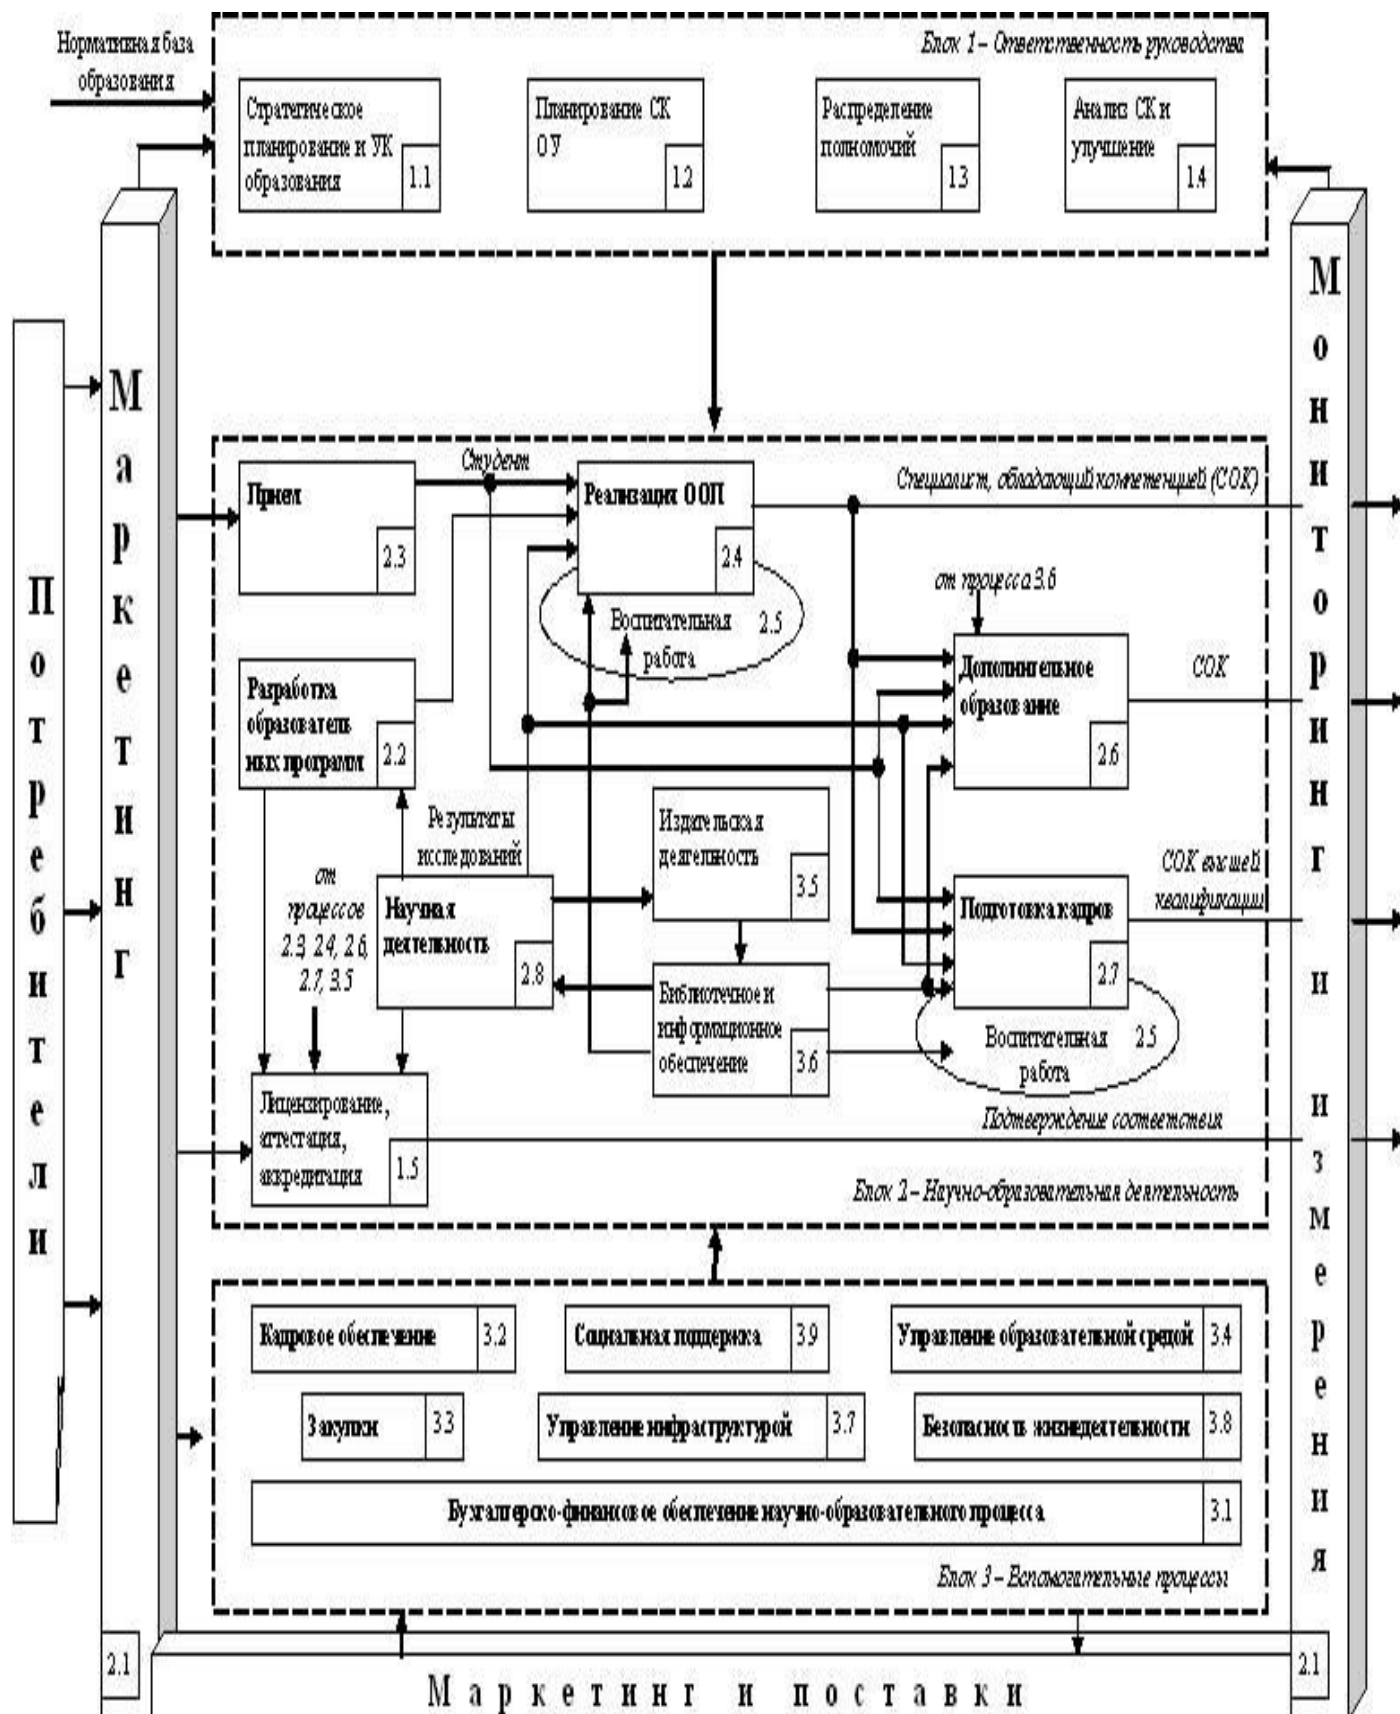 Нормативная база
образования
Блок 1 – Ответственность руководства
Стратегическое
планирование и УК
образования
1.1
Планирование СК
ОУ
1.2
Распределение
полномочий
1.3
Анализ СК и
улучшение
1.4
Потребители
Маркетинг
2.1
Мониторинг и измерения
2.1
Прием
2.3
Студент
Реализация ООП
2.4
Воспитательная
работа
2.5
Специалист, обладающий компетенцией (СОК)
от процесса 3.6
Дополнительное
образование
2.6
СОК
Разработка
образователь
ных программ
2.2
Результаты
исследований
Издательская
деятельность
3.5
от
процессов
2.3, 2.4, 2.6,
2.7, 3.5
Научная
деятельность
2.8
Подготовка кадров
2.7
СОК высшей
квалификации
Библиотечное и
информационное
обеспечение
3.6
Воспитательная
работа
2.5
Лицензирование,
аттестация,
аккредитация
1.5
Подтверждение соответствия
Блок 2 – Научно-образовательная деятельность
Кадровое обеспечение
3.2
Социальная поддержка
3.9
Управление образовательной средой
3.4
Закупки
3.3
Управление инфраструктурой
3.7
Безопасность жизнедеятельности
3.8
Бухгалтерско-финансовое обеспечение научно-образовательного процесса
3.1
Блок 3 – Вспомогательные процессы
Маркетинг и поставки